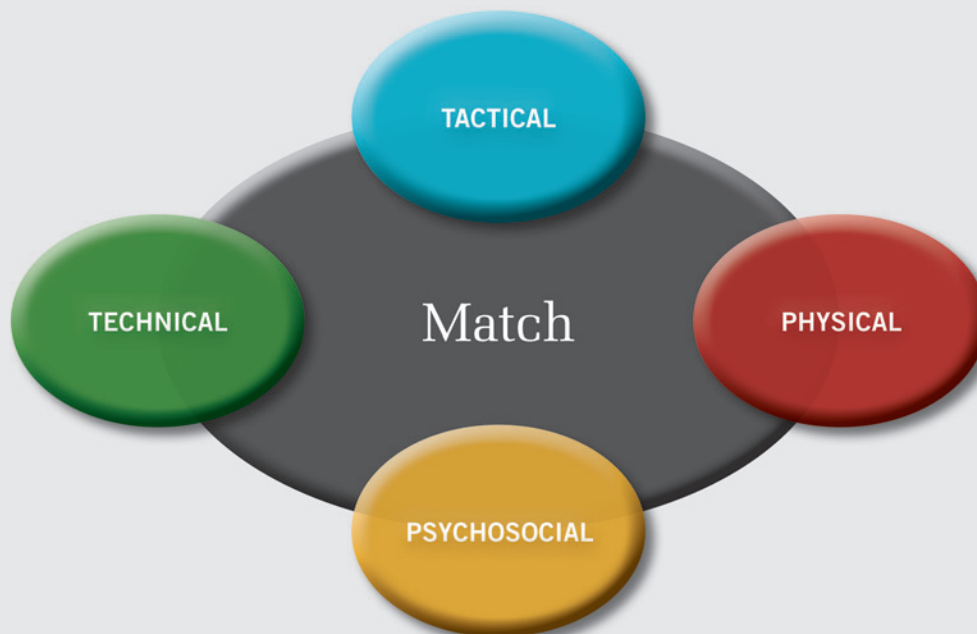 TACTICAL
TECHNICAL
Match
PHYSICAL
PSYCHOSOCIAL